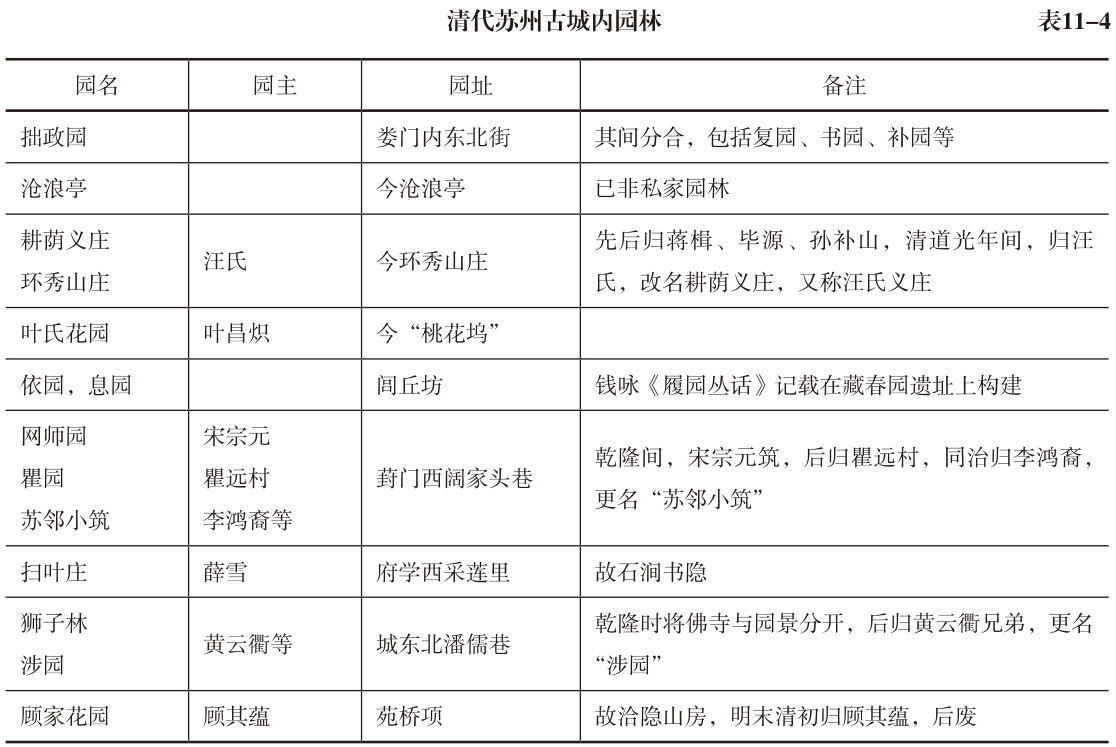 清代苏州古城内园林 表11-4
园名 园主 园址 备注
拙政园 娄门内东北街 其间分合，包括复园、书园、补园等
沧浪亭 今沧浪亭 已非私家园林
耕荫义庄
环秀山庄
汪氏
今环秀山庄
先后归蒋楫、毕源、孙补山，清道光年间，归汪
氏，改名耕荫义庄，又称汪氏义庄
叶氏花园 叶昌炽 今“桃花坞”
依园，息园 闾丘坊 钱咏《履园丛话》记载在藏春园遗址上构建
网师园
瞿园
苏邻小筑
宋宗元
瞿远村
李鸿裔等
葑门西阔家头巷
乾隆间，宋宗元筑，后归瞿远村，同治归李鸿裔，
更名“苏邻小筑”
扫叶庄 薛雪 府学西采莲里 故石涧书隐
狮子林
涉园
黄云衢等
城东北潘儒巷
乾隆时将佛寺与园景分开，后归黄云衢兄弟，更名
“涉园”
顾家花园 顾其蕴 苑桥项 故洽隐山房，明末清初归顾其蕴，后废